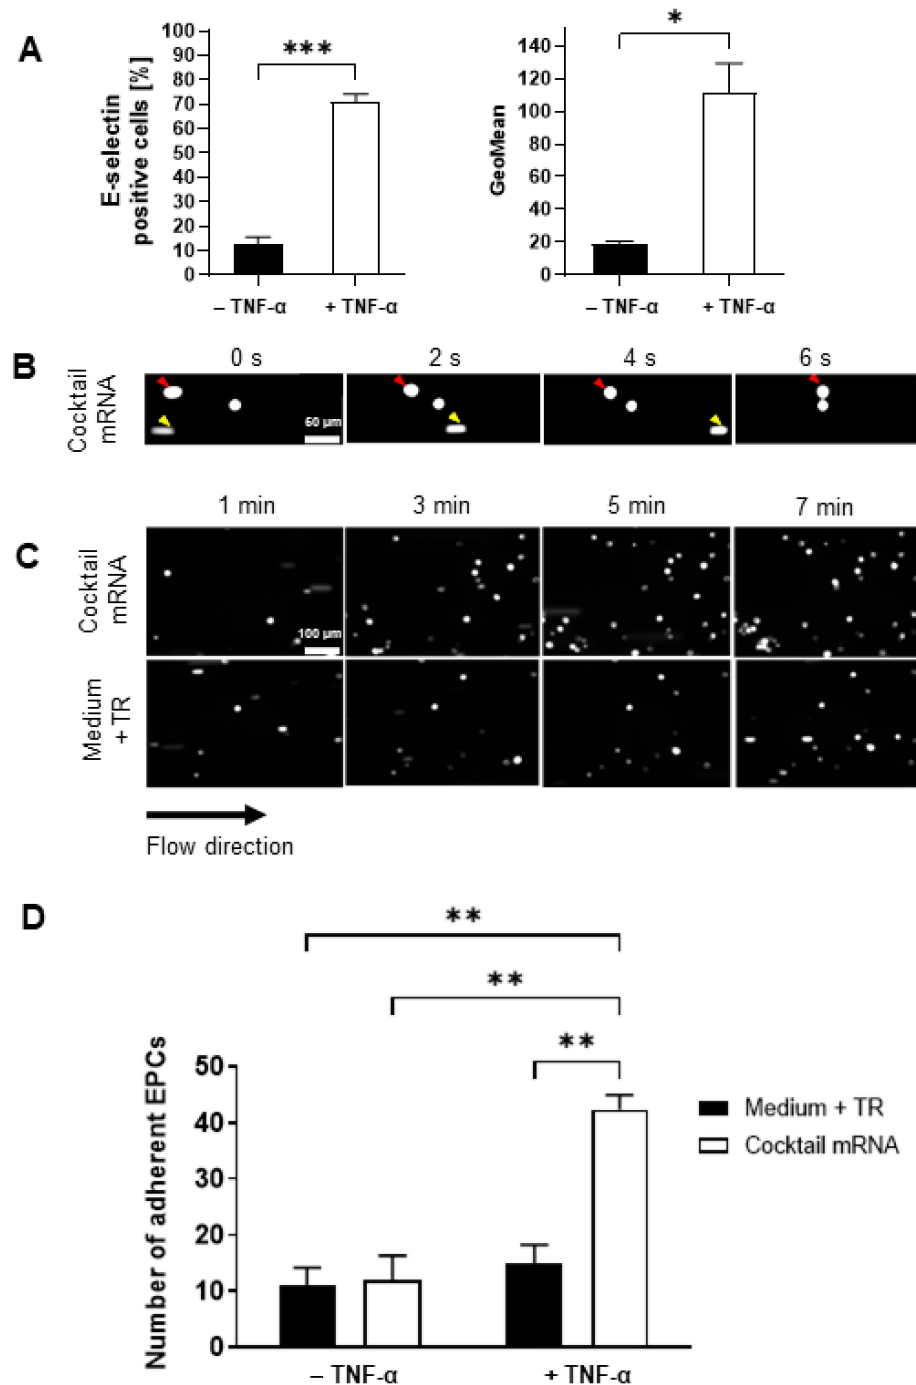 A
E-selectin
positive cells [%]
100
90
80
70
60
50
40
30
20
10
0
***
– TNF-α
+ TNF-α
GeoMean
140
120
100
80
60
40
20
0
*
– TNF-α
+ TNF-α
B
Cocktail
mRNA
0 s
2 s
4 s
6 s
50 µm
C
1 min
3 min
5 min
7 min
Cocktail
mRNA
100 µm
Medium
+ TR
Flow direction
D
**
**
**
Number of adherent EPCs
50
40
30
20
10
0
– TNF-α
+ TNF-α
Medium + TR
Cocktail mRNA